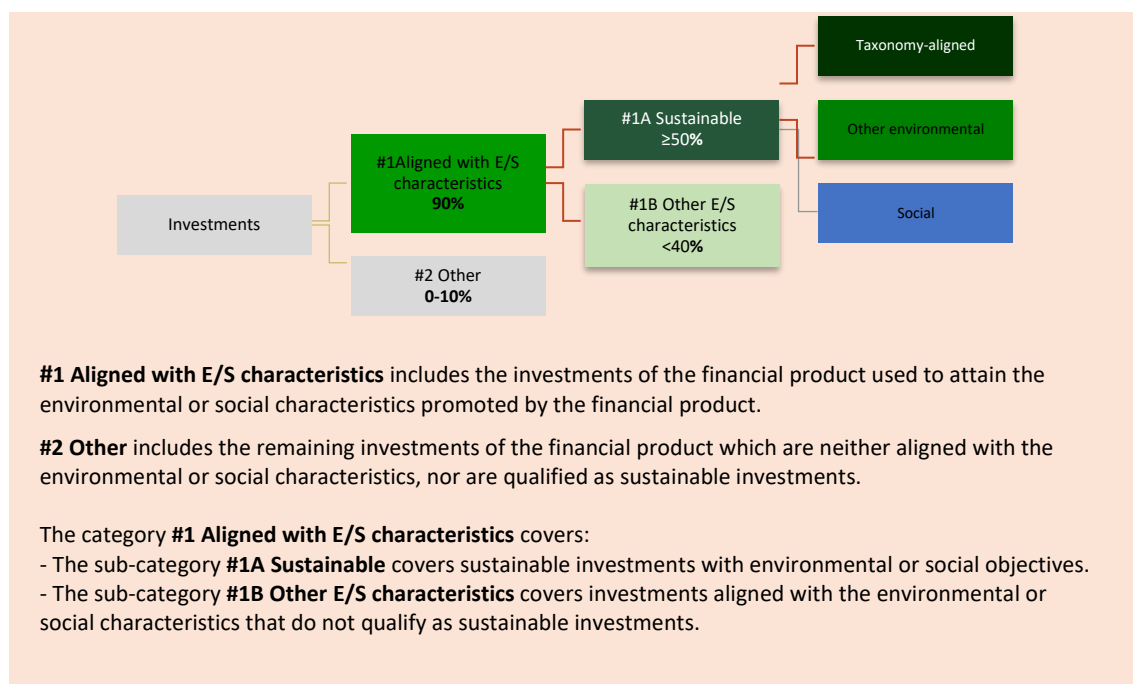 Taxonomy-aligned
#1A Sustainable
≥50%
Other environmental
#1Aligned with E/S
characteristics
90%
#1B Other E/S
characteristics
<40%
Social
Investments
#2 Other
0-10%
#1 Aligned with E/S characteristics includes the investments of the financial product used to attain the
environmental or social characteristics promoted by the financial product.
#2 Other includes the remaining investments of the financial product which are neither aligned with the
environmental or social characteristics, nor are qualified as sustainable investments.
The category #1 Aligned with E/S characteristics covers:
- The sub-category #1A Sustainable covers sustainable investments with environmental or social objectives.
- The sub-category #1B Other E/S characteristics covers investments aligned with the environmental or
social characteristics that do not qualify as sustainable investments.